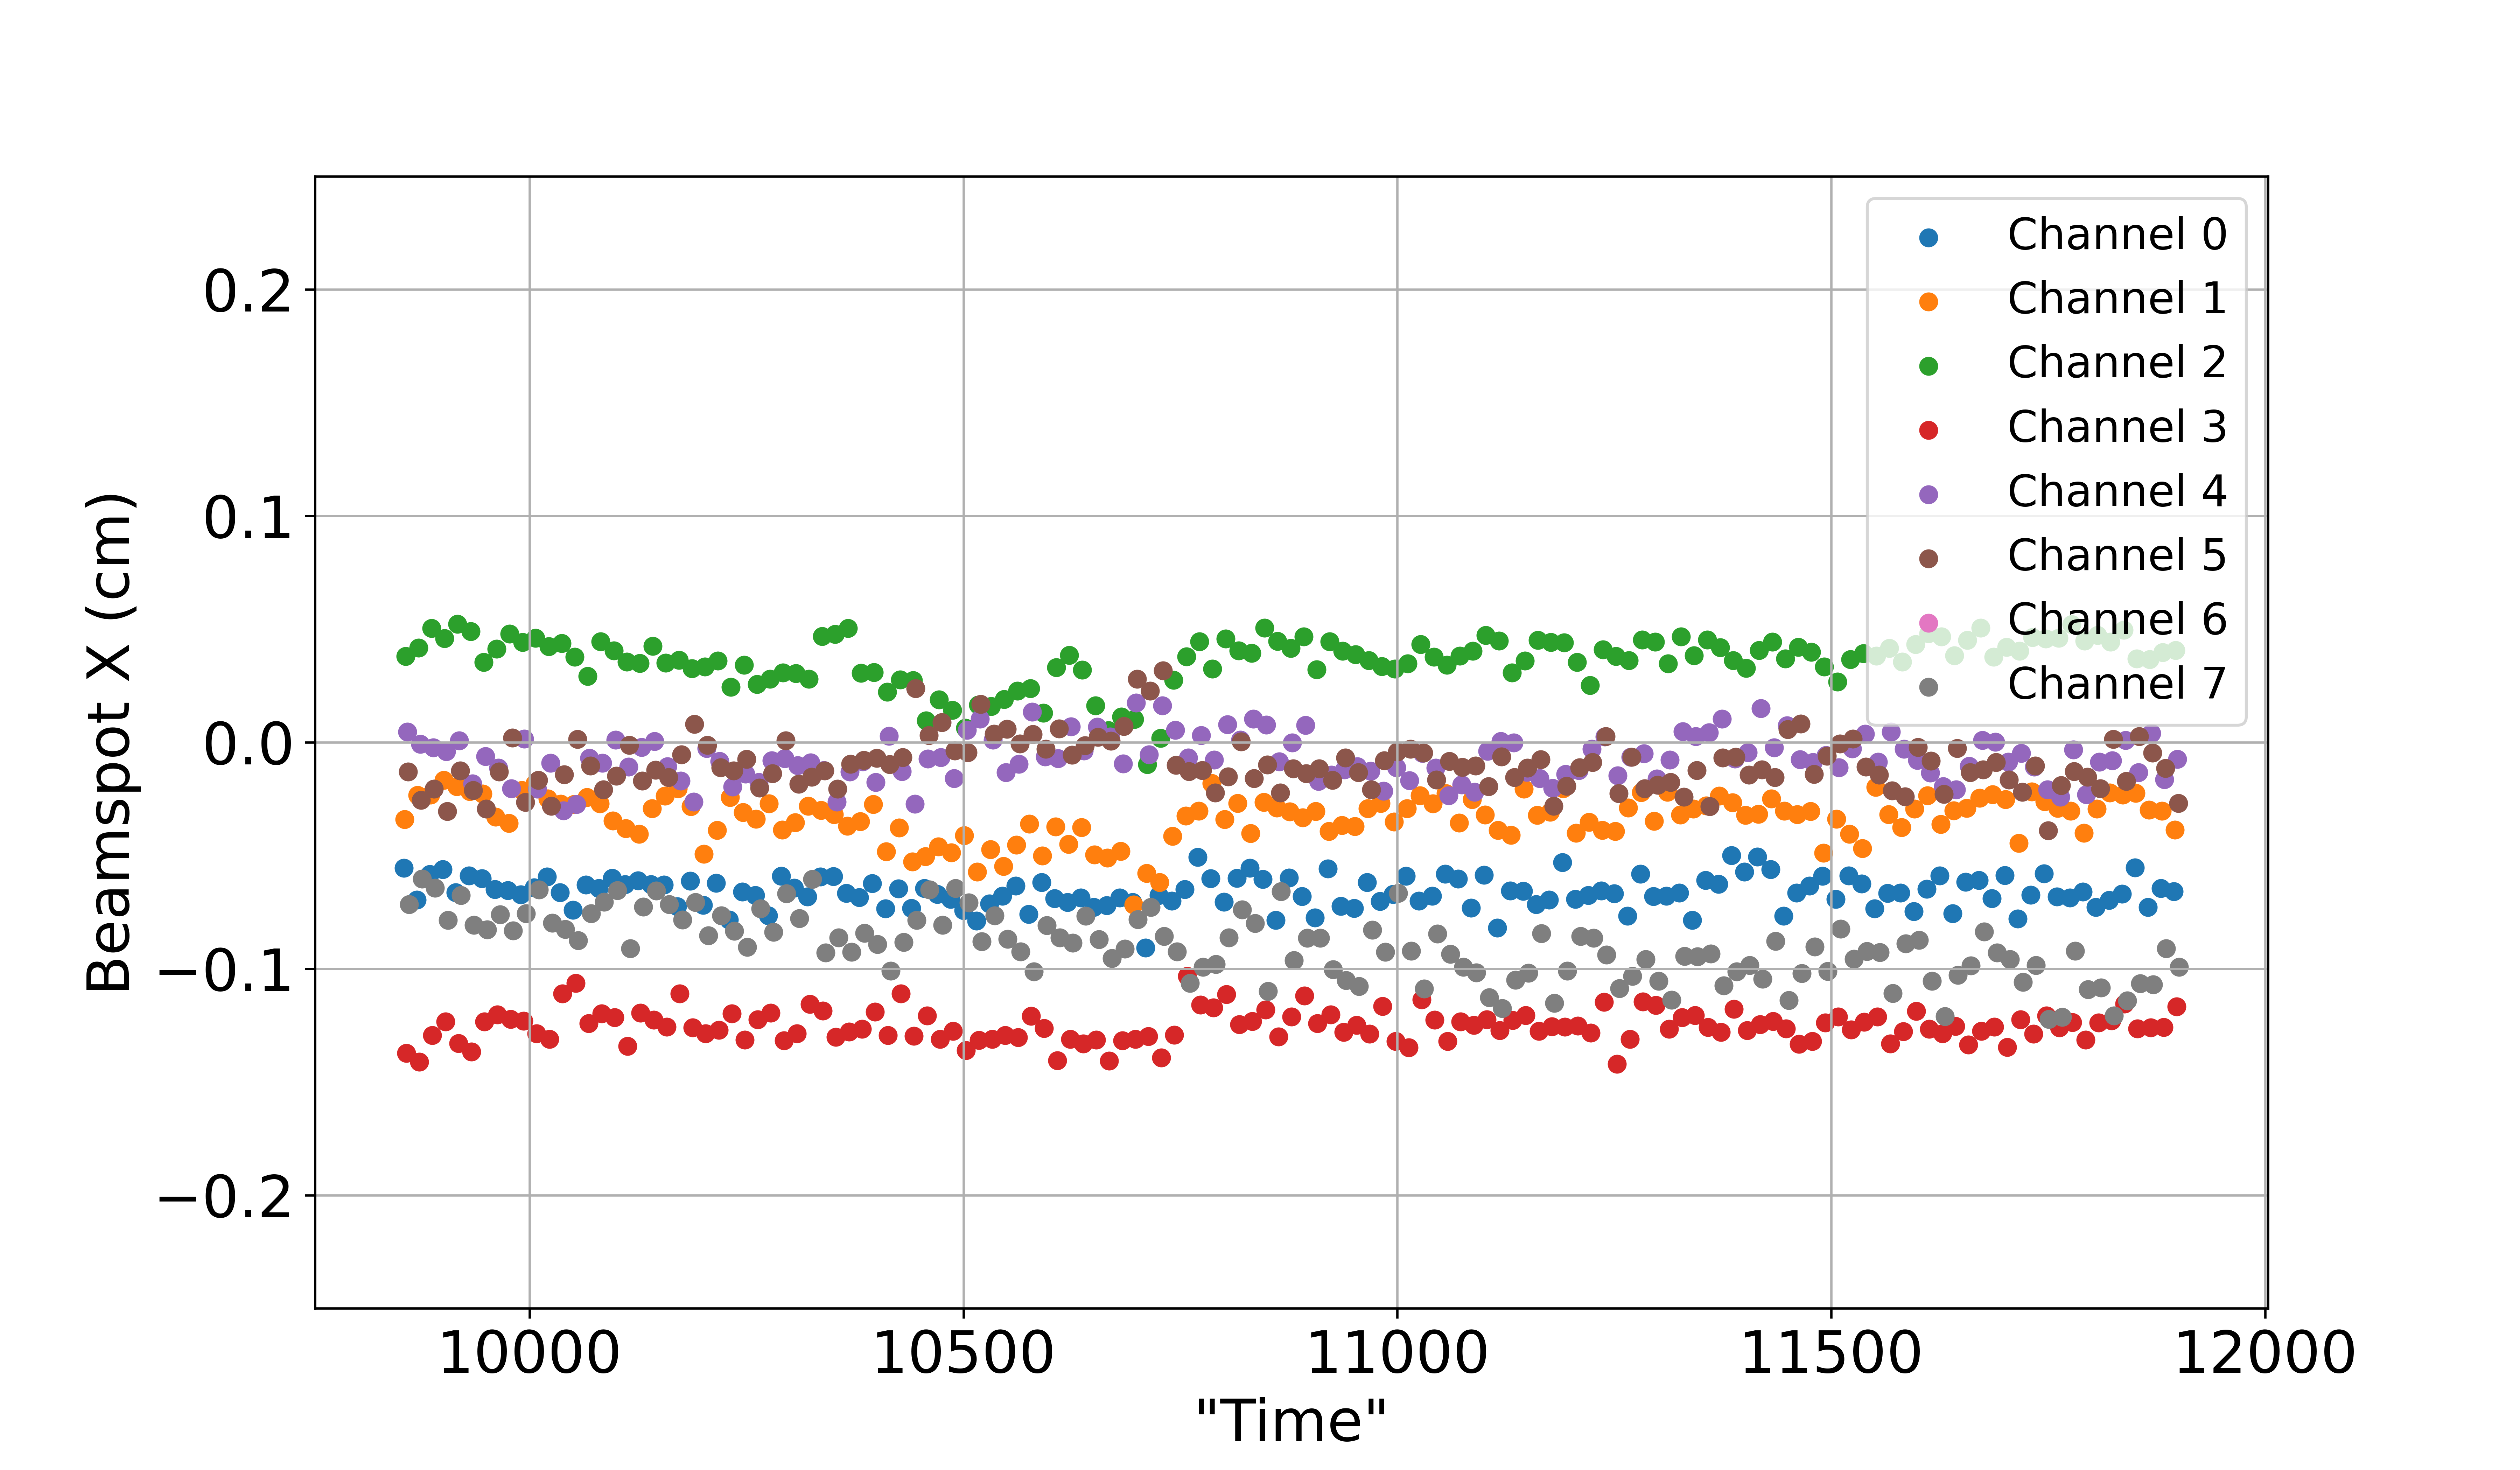 Beamspot x (cm)
0.2
0.1
0.0
−0.1
−0.2
10000 10500 11000 11500 12000
"Time"
Channel 0
Channel 1
Channel 2
Channel 3
Channel 4
Channel 5
Channel 6
Channel 7